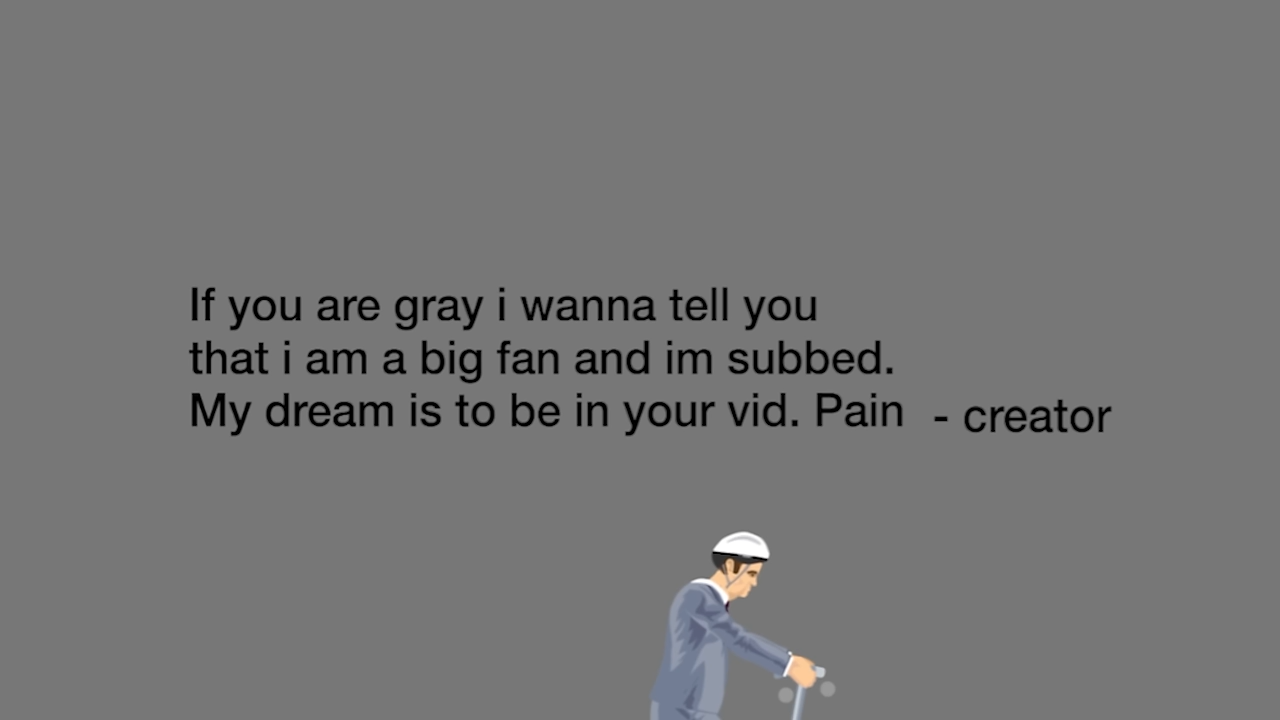 If you are gray i wanna tell you
that i am a big fan and im subbed.
My dream is to be in your vid. Pain - creator